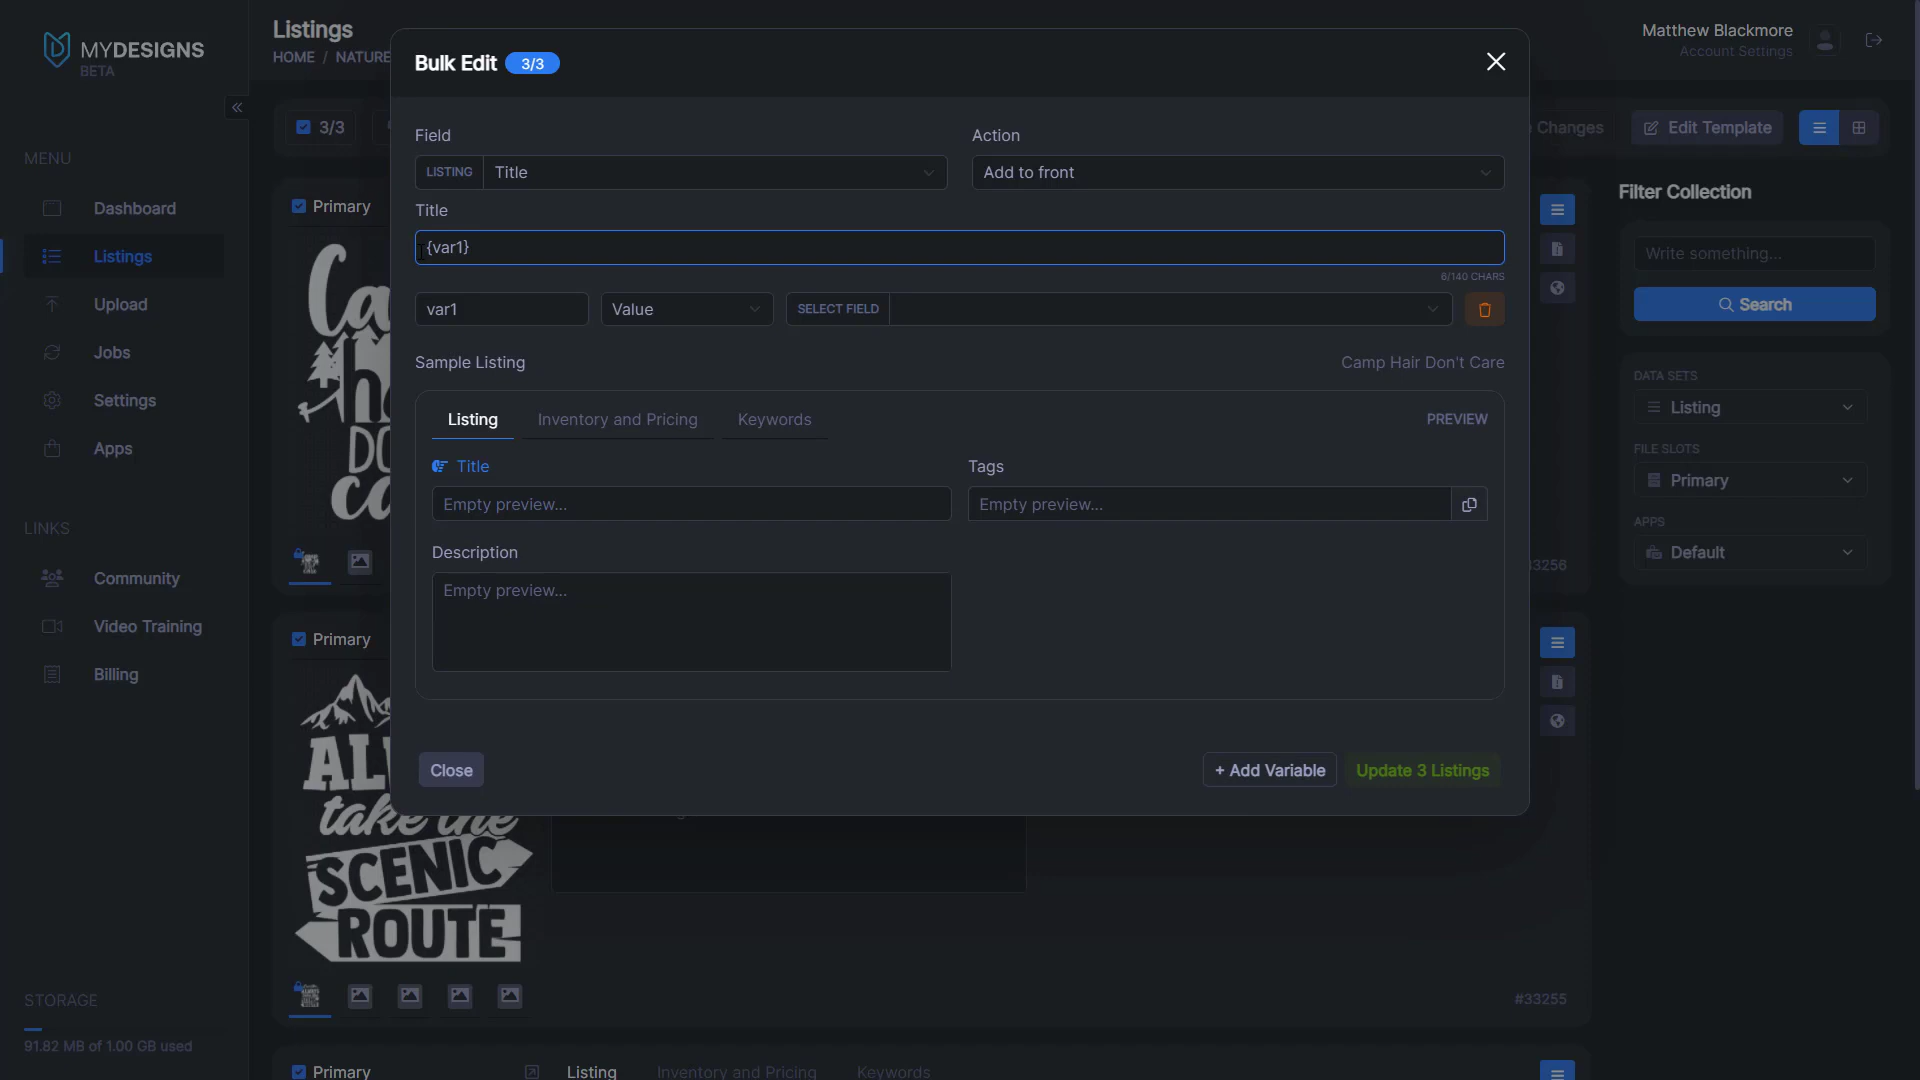 MYDESIGNS
BETA
Listings
HOME / NATURE
Matthew Blackmore
Account Settings
Bulk Edit 3/3
3/3
Changes
Edit Template
MENU
Dashboard
Listings
Upload
Jobs
Settings
Apps
LINKS
Community
Video Training
Billing
STORAGE
91.82 MB of 1.00 GB used
Field
LISTING Title
Action
Add to front
Title
{var1}
6/140 CHARS
var1
Value
SELECT FIELD
Sample Listing
Camp Hair Don't Care
Listing
Inventory and Pricing
Keywords
PREVIEW
Title
Empty preview...
Tags
Empty preview...
Description
Empty preview...
Close
+ Add Variable
Update 3 Listings
Filter Collection
Write something...
Search
DATA SETS
Listing
FILE SLOTS
Primary
APPS
Default
Primary
Primary
take the
SCENIC
ROUTE
#33255
Primary
Listing
Inventory and Pricing
Keywords